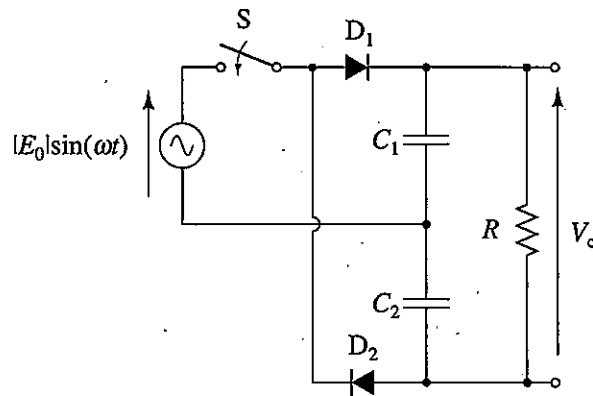 S
D₁
|E₀|sin(ωt)
C₁
R
Vₒ
C₂
D₂